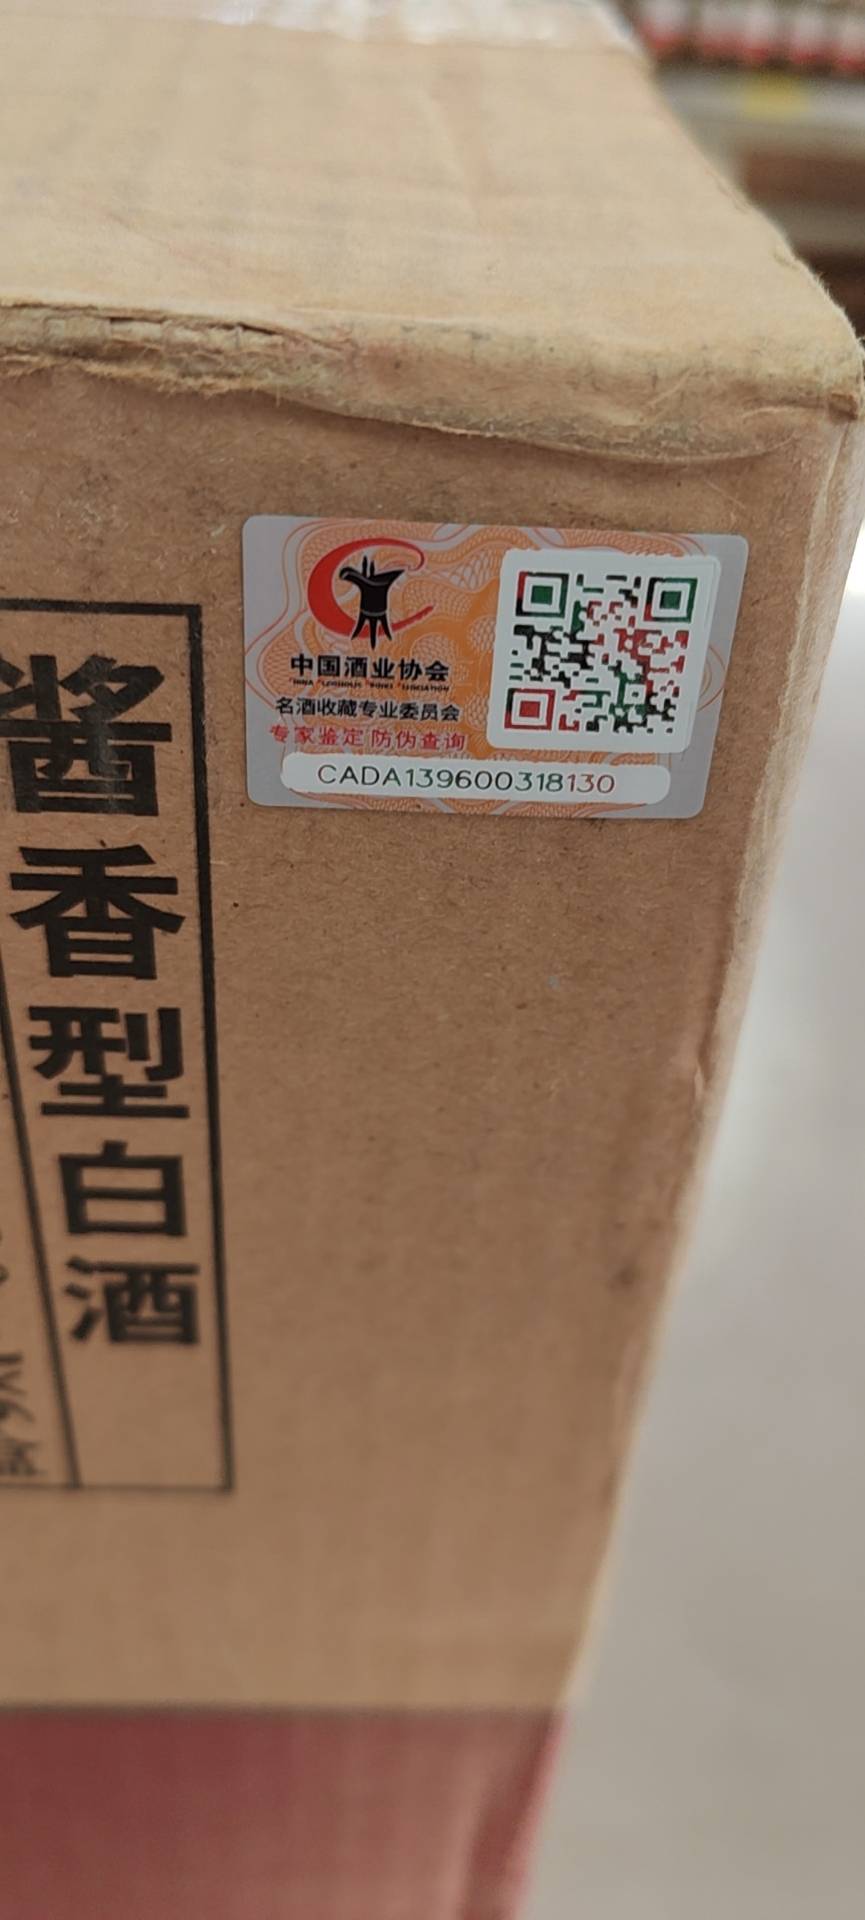 中国酒业协会
名酒收藏专业委员会
专家鉴定 防伪查询
CADA139600318130
酱香型白酒